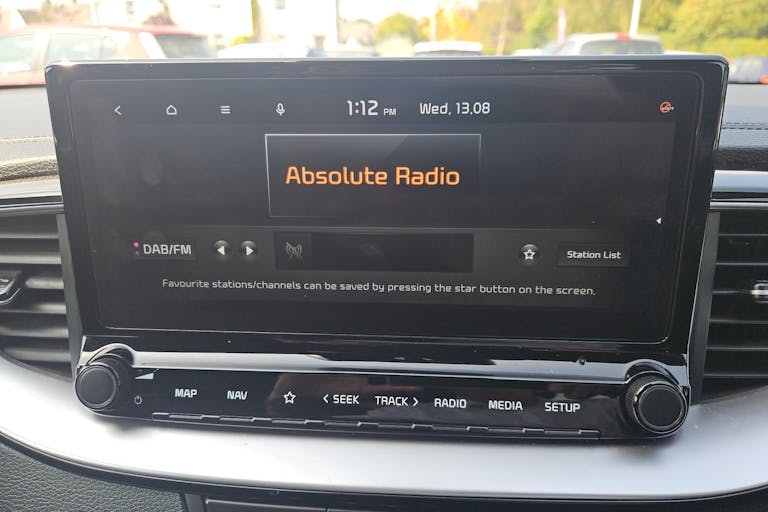 1:12 PM Wed, 13.08
Absolute Radio
DAB/FM
Station List
Favourite stations/channels can be saved by pressing the star button on the screen.
MAP NAV < SEEK TRACK > RADIO MEDIA SETUP